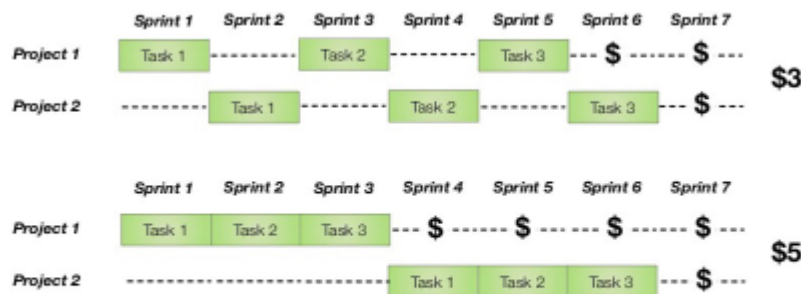 Sprint 1 Sprint 2 Sprint 3 Sprint 4 Sprint 5 Sprint 6 Sprint 7
Project 1 Task 1 Task 2 Task 3 $ $
$3
Project 2 Task 1 Task 2 Task 3 $
Sprint 1 Sprint 2 Sprint 3 Sprint 4 Sprint 5 Sprint 6 Sprint 7
Project 1 Task 1 Task 2 Task 3 $ $ $ $
$5
Project 2 Task 1 Task 2 Task 3 $